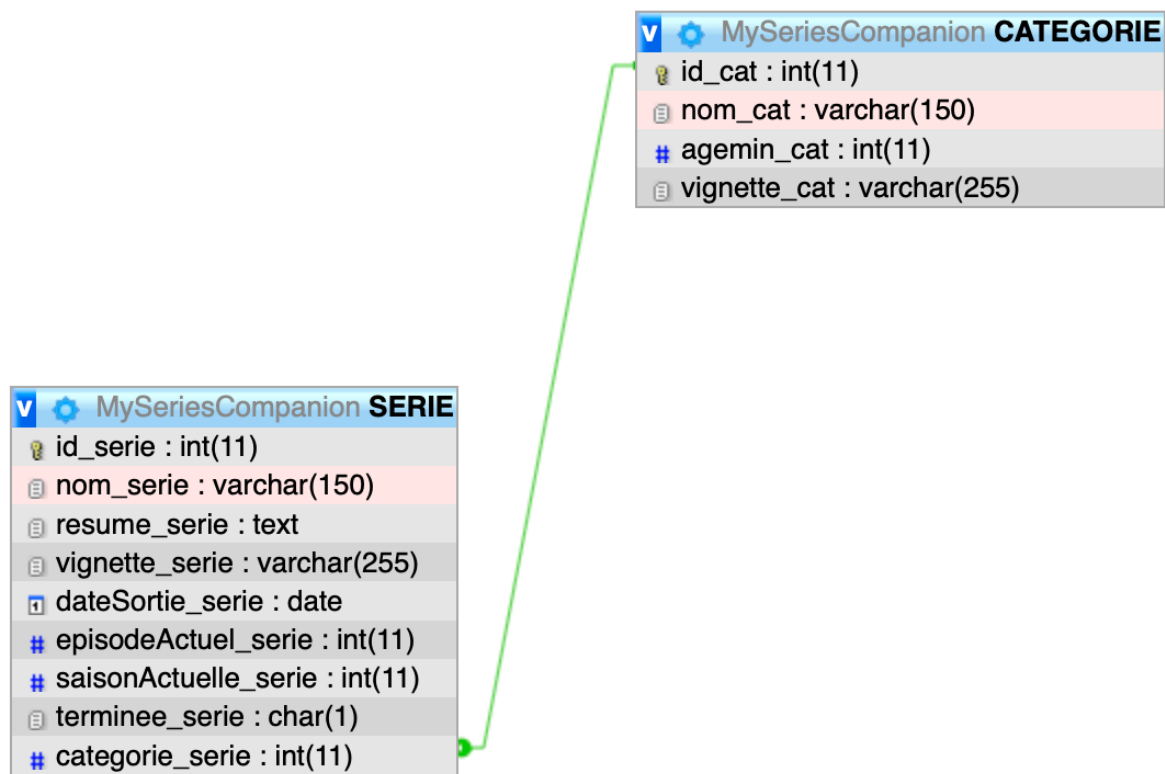 v MySeriesCompanion CATEGORIE
id_cat : int(11)
nom_cat : varchar(150)
# agemin_cat : int(11)
vignette_cat : varchar(255)
v MySeriesCompanion SERIE
id_serie : int(11)
nom_serie : varchar(150)
resume_serie : text
vignette_serie : varchar(255)
dateSortie_serie : date
# episodeActuel_serie : int(11)
# saisonActuelle_serie : int(11)
terminee_serie : char(1)
# categorie_serie : int(11)